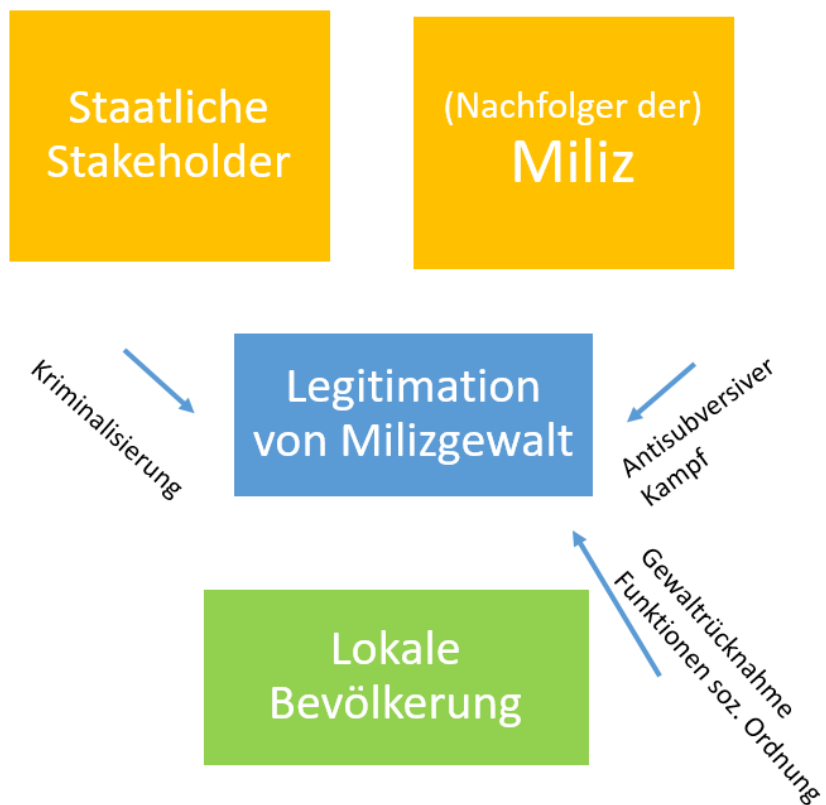 Staatliche
Stakeholder
(Nachfolger der)
Miliz
Kriminalisierung
Legitimation
von Milizgewalt
Antisubversiver
Kampf
Lokale
Bevölkerung
Gewaltrücknahme
Funktionen soz. Ordnung